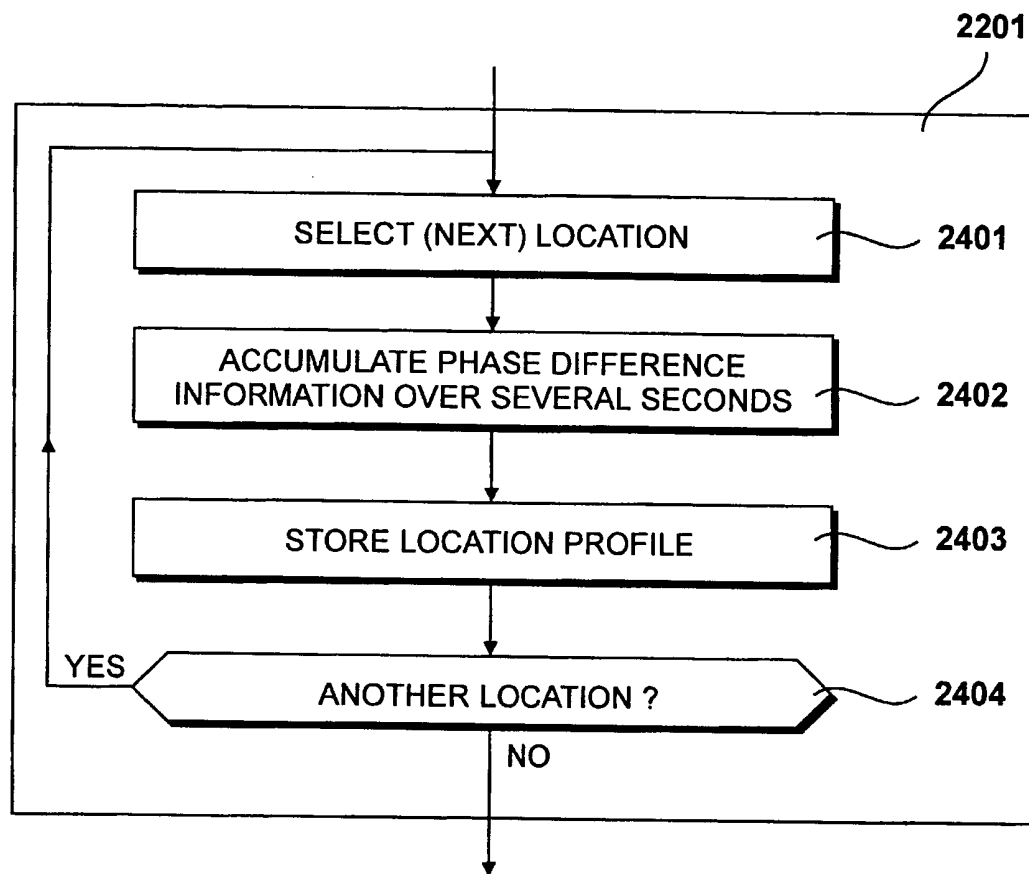 2201
SELECT (NEXT) LOCATION
2401
ACCUMULATE PHASE DIFFERENCE
INFORMATION OVER SEVERAL SECONDS
2402
STORE LOCATION PROFILE
2403
YES
ANOTHER LOCATION ?
2404
NO